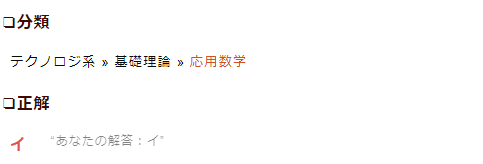 ❏分類
テクノロジ系 » 基礎理論 » 応用数学
❏正解
イ “あなたの解答：イ”